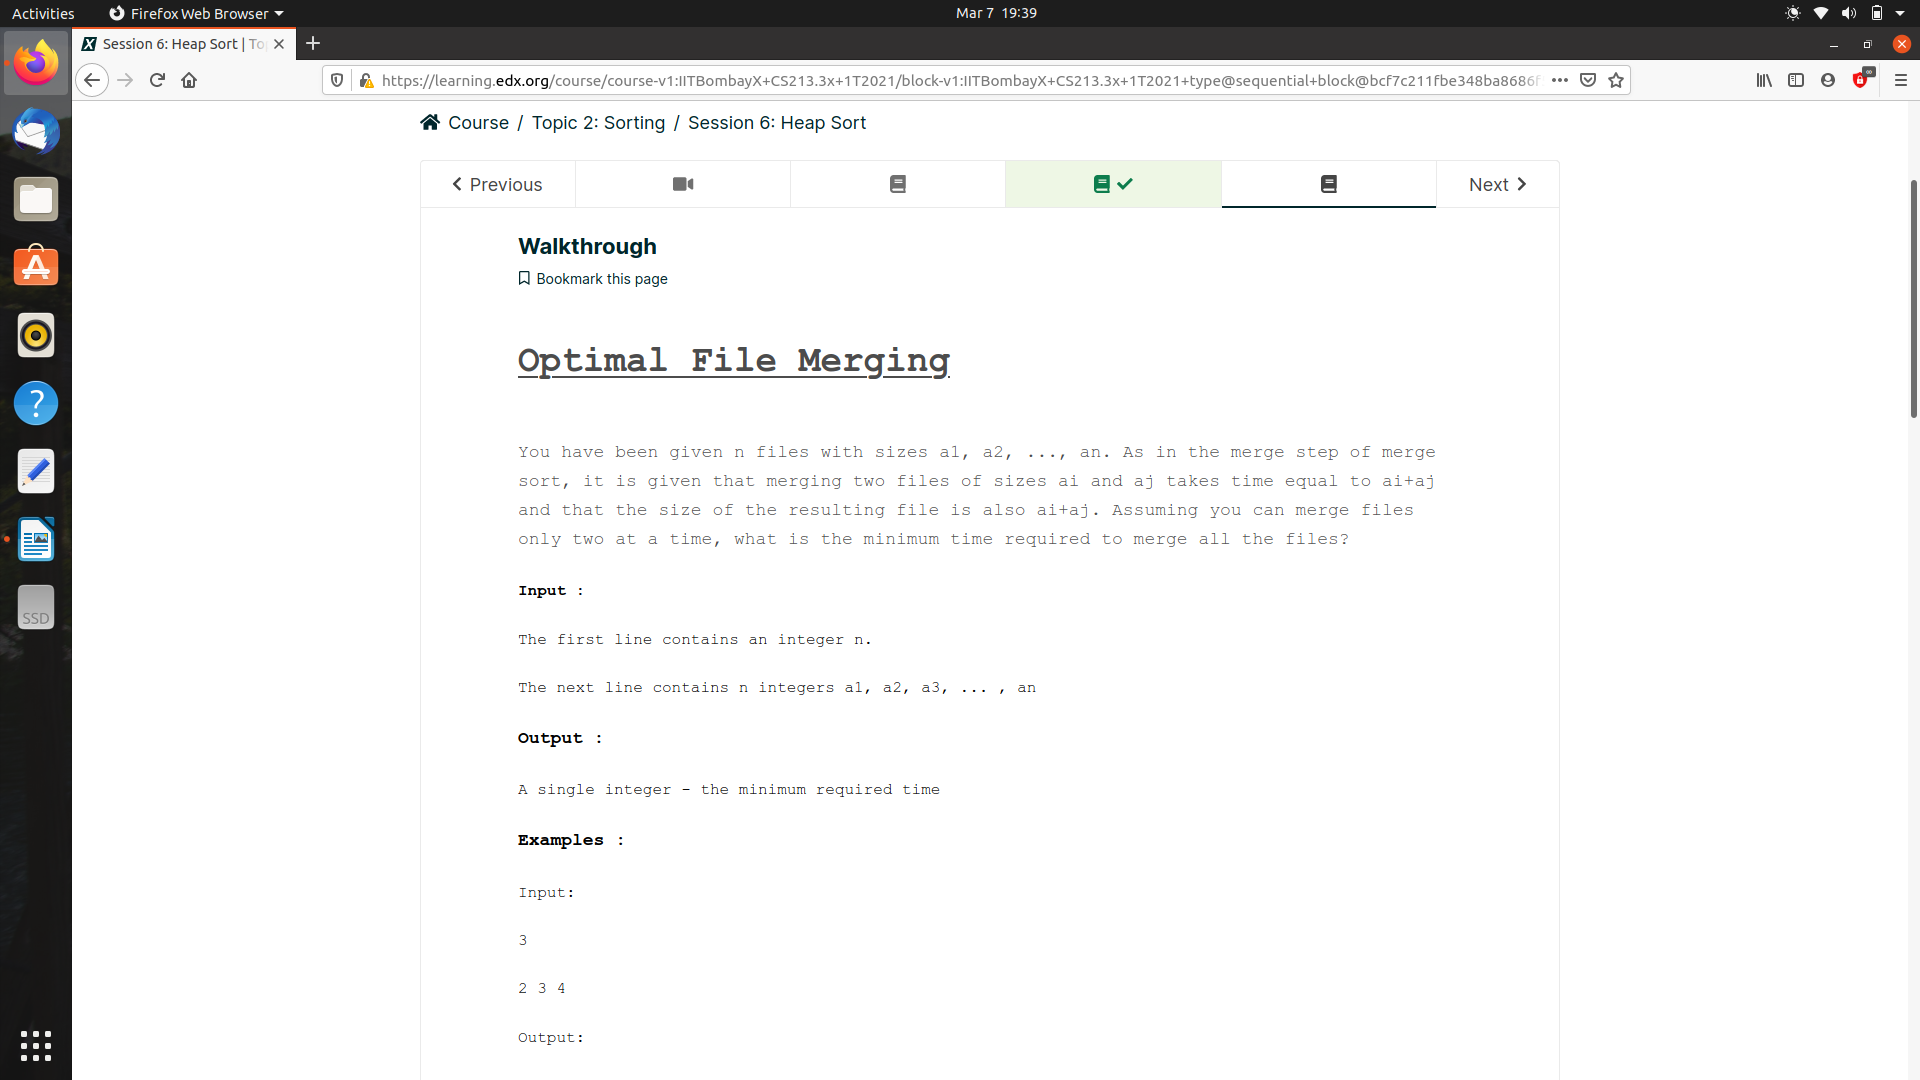 Activities
Firefox Web Browser
Mar 7 19:39
Session 6: Heap Sort | To
https://learning.edx.org/course/course-v1:IITBombayX+CS213.3x+1T2021/block-v1:IITBombayX+CS213.3x+1T2021+type@sequential+block@bcf7c211fbe348ba8686f
Course / Topic 2: Sorting / Session 6: Heap Sort
Previous
Next
Walkthrough
Bookmark this page
Optimal File Merging
You have been given n files with sizes a1, a2, ..., an. As in the merge step of merge
sort, it is given that merging two files of sizes ai and aj takes time equal to ai+aj
and that the size of the resulting file is also ai+aj. Assuming you can merge files
only two at a time, what is the minimum time required to merge all the files?
Input :
The first line contains an integer n.
The next line contains n integers a1, a2, a3, ... , an
Output :
A single integer - the minimum required time
Examples :
Input:
3
2 3 4
Output:
SSD